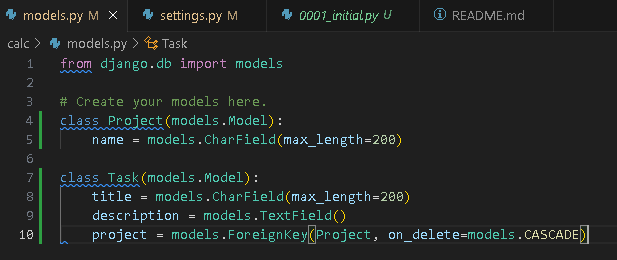 models.py M settings.py M 0001_initial.py U README.md
calc > models.py > Task
1 from django.db import models
2
3 # Create your models here.
4 class Project(models.Model):
5     name = models.CharField(max_length=200)
6
7 class Task(models.Model):
8     title = models.CharField(max_length=200)
9     description = models.TextField()
10     project = models.ForeignKey(Project, on_delete=models.CASCADE)